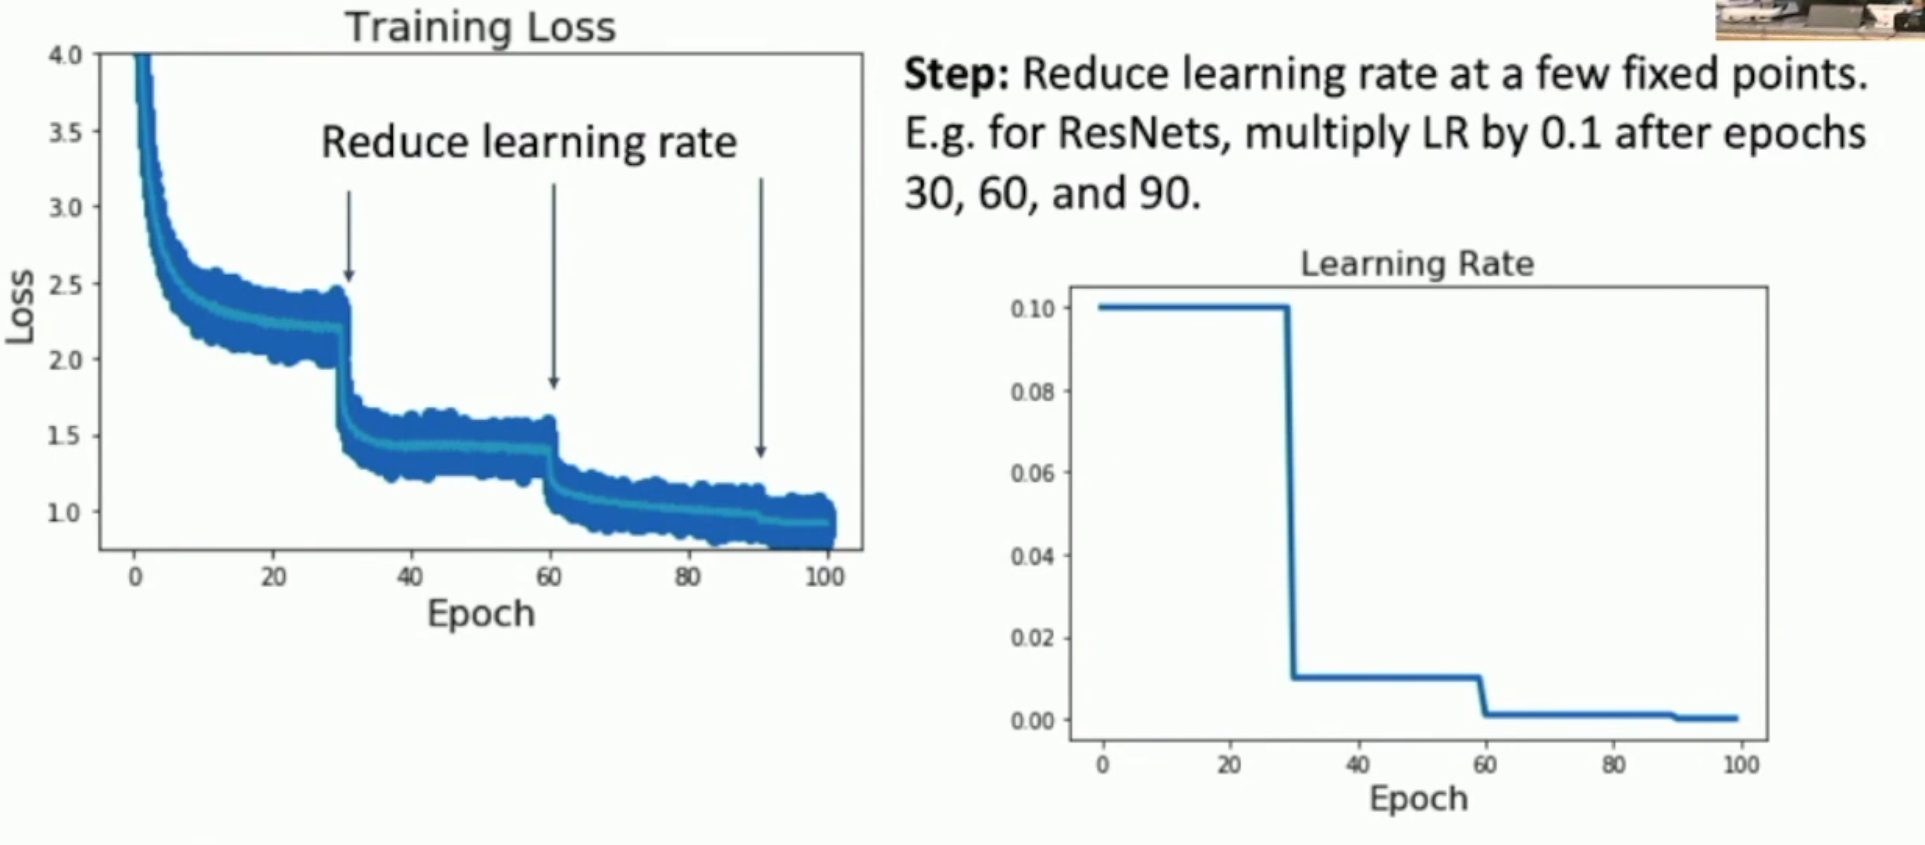 Training Loss
4.0
3.5
3.0
2.5
2.0
1.5
1.0
Loss
Reduce learning rate
0 20 40 60 80 100
Epoch
Step: Reduce learning rate at a few fixed points.
E.g. for ResNets, multiply LR by 0.1 after epochs
30, 60, and 90.
Learning Rate
0.10
0.08
0.06
0.04
0.02
0.00
0 20 40 60 80 100
Epoch